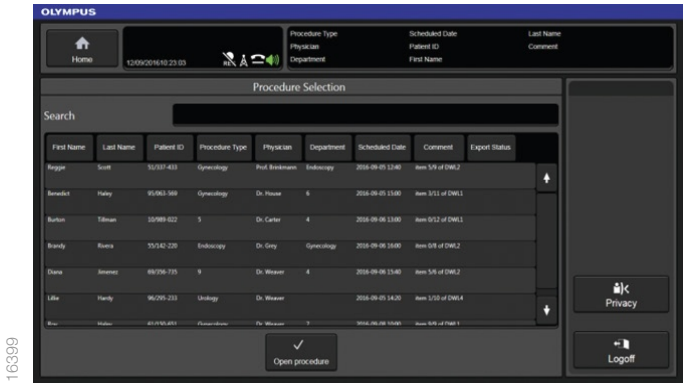 OLYMPUS
Home
12/09/2016 10:23:03
REC
Procedure Type
Physician
Department
Scheduled Date
Patient ID
First Name
Last Name
Comment
Procedure Selection
Search
First Name Last Name Patient ID Procedure Type Physician Department Scheduled Date Comment Export Status
Reggie Scott 51/337-433 Gynecology Prof. Brinkmann Endoscopy 2016-09-05 12:40 item 5/9 of DWL2
Benedict Haley 95/063-569 Gynecology Dr. House 6 2016-09-05 15:00 item 3/11 of DWL1
Burton Tillman 10/989-022 5 Dr. Carter 4 2016-09-06 13:00 item 0/12 of DWL1
Brandy Rivera 55/142-220 Endoscopy Dr. Grey Gynecology 2016-09-06 16:00 item 0/8 of DWL2
Diana Jimenez 69/356-735 9 Dr. Weaver 4 2016-09-06 15:40 item 5/6 of DWL2
Lillie Hardy 96/295-233 Urology Dr. Weaver 2016-09-05 14:20 item 1/10 of DWL4
Haley Gynecology Dr. Weaver 7
Open procedure
Privacy
Logoff
16399